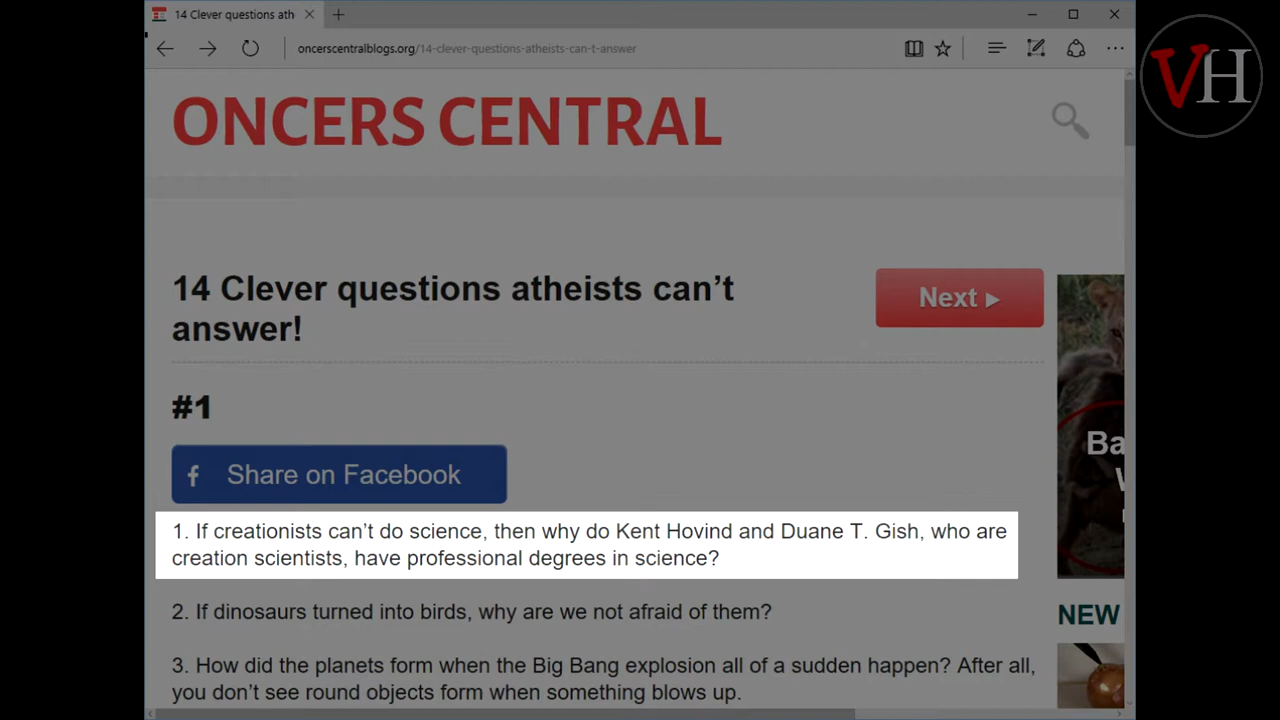 14 Clever questions ath
oncerscentralblogs.org/14-clever-questions-atheists-can-t-answer
VH
ONCERS CENTRAL
14 Clever questions atheists can’t
answer!
Next
#1
f Share on Facebook
1. If creationists can’t do science, then why do Kent Hovind and Duane T. Gish, who are
creation scientists, have professional degrees in science?
2. If dinosaurs turned into birds, why are we not afraid of them?
3. How did the planets form when the Big Bang explosion all of a sudden happen? After all,
you don’t see round objects form when something blows up.
Ba
NEW